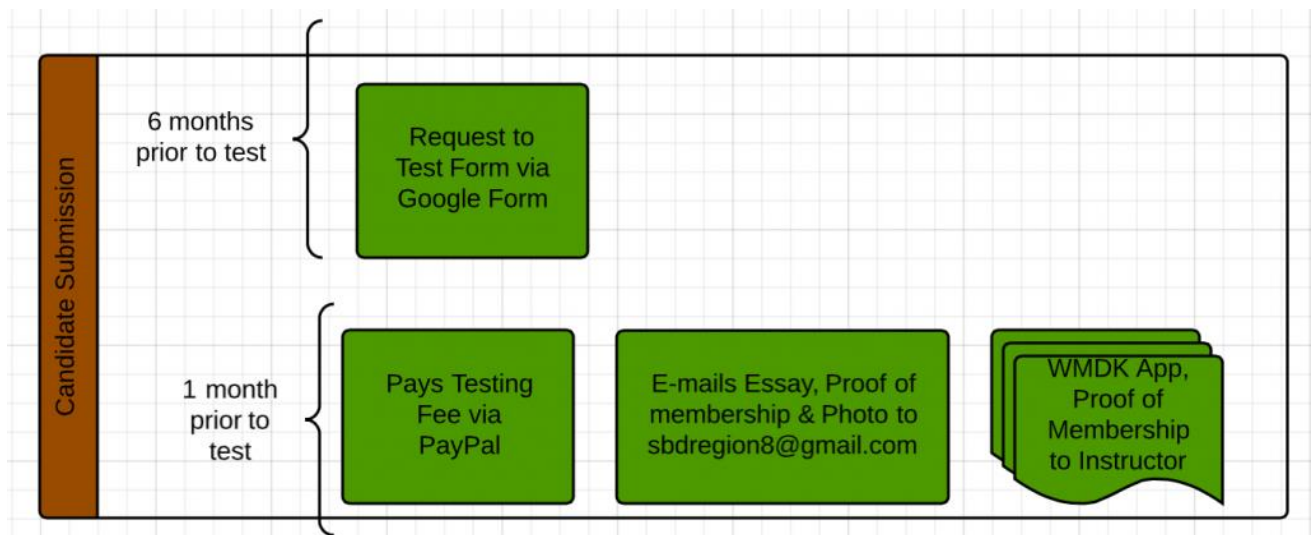 Candidate Submission
6 months
prior to test
Request to
Test Form via
Google Form
1 month
prior to
test
Pays Testing
Fee via
PayPal
E-mails Essay, Proof of
membership & Photo to
sbdregion8@gmail.com
WMDK App,
Proof of
Membership
to Instructor